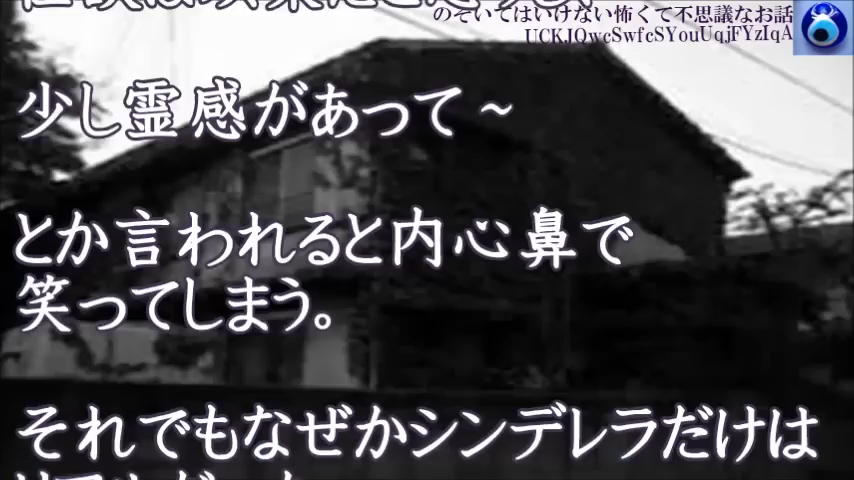 のぞいてはいけない怖くて不思議なお話
UCKJQwcSwfcSYouUqjFYzIqA
少し霊感があって～
とか言われると内心鼻で
笑ってしまう。
それでもなぜかシンデレラだけは